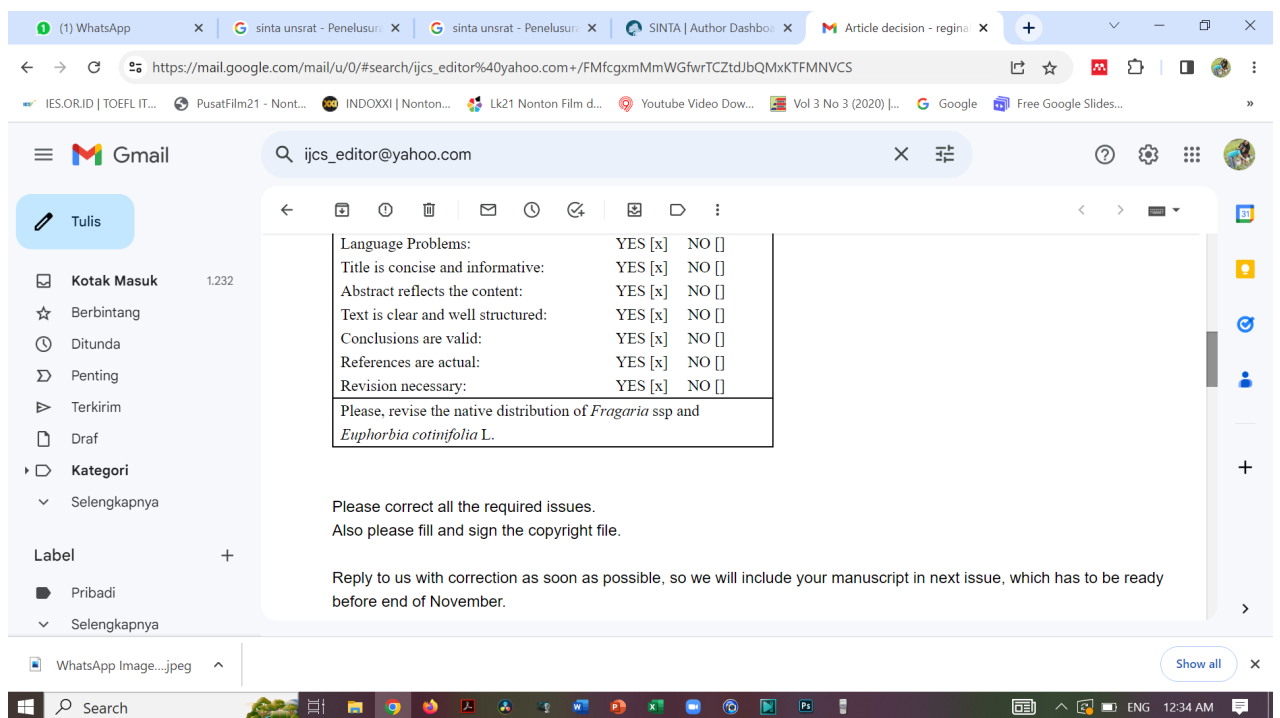 (1) WhatsApp
sinta unsrat - Penelusura
sinta unsrat - Penelusura
SINTA | Author Dashboa
Article decision - regina
https://mail.google.com/mail/u/0/#search/ijcs_editor%40yahoo.com+/FMfcgxmMmWGfwrTCZtdJbQMxKTFMNVCS
IES.OR.ID | TOEFL IT...
PusatFilm21 - Nont...
INDOXXI | Nonton...
Lk21 Nonton Film d...
Youtube Video Dow...
Vol 3 No 3 (2020) |...
Google
Free Google Slides...
»
Gmail
ijcs_editor@yahoo.com
Tulis
Kotak Masuk 1.232
Berbintang
Ditunda
Penting
Terkirim
Draf
Kategori
Selengkapnya
Label
Pribadi
Selengkapnya
Language Problems: YES [x] NO []
Title is concise and informative: YES [x] NO []
Abstract reflects the content: YES [x] NO []
Text is clear and well structured: YES [x] NO []
Conclusions are valid: YES [x] NO []
References are actual: YES [x] NO []
Revision necessary: YES [x] NO []
Please, revise the native distribution of Fragaria ssp and
Euphorbia cotinifolia L.
Please correct all the required issues.
Also please fill and sign the copyright file.
Reply to us with correction as soon as possible, so we will include your manuscript in next issue, which has to be ready
before end of November.
31
WhatsApp Image....jpeg
Show all
Search
ENG 12:34 AM